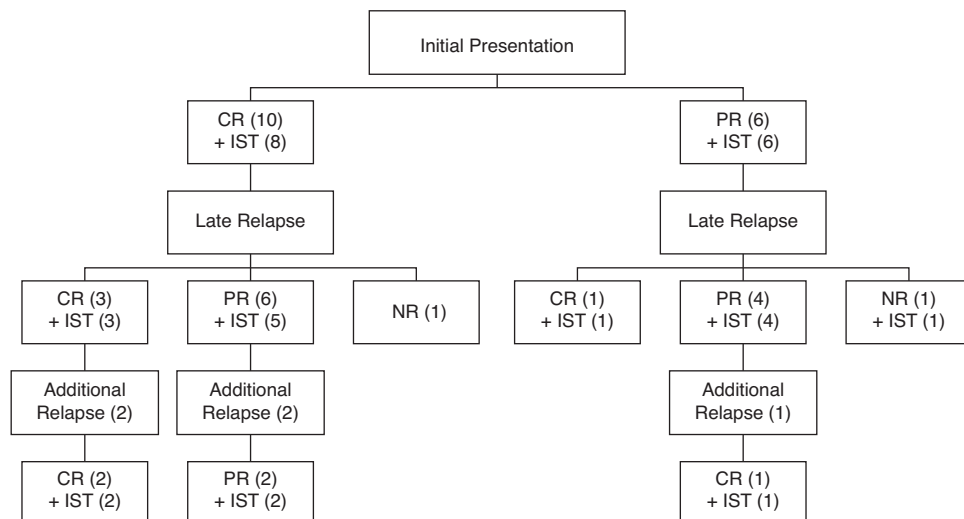 Initial Presentation
CR (10)
+ IST (8)
PR (6)
+ IST (6)
Late Relapse
Late Relapse
CR (3)
+ IST (3)
PR (6)
+ IST (5)
NR (1)
CR (1)
+ IST (1)
PR (4)
+ IST (4)
NR (1)
+ IST (1)
Additional
Relapse (2)
Additional
Relapse (2)
Additional
Relapse (1)
CR (2)
+ IST (2)
PR (2)
+ IST (2)
CR (1)
+ IST (1)